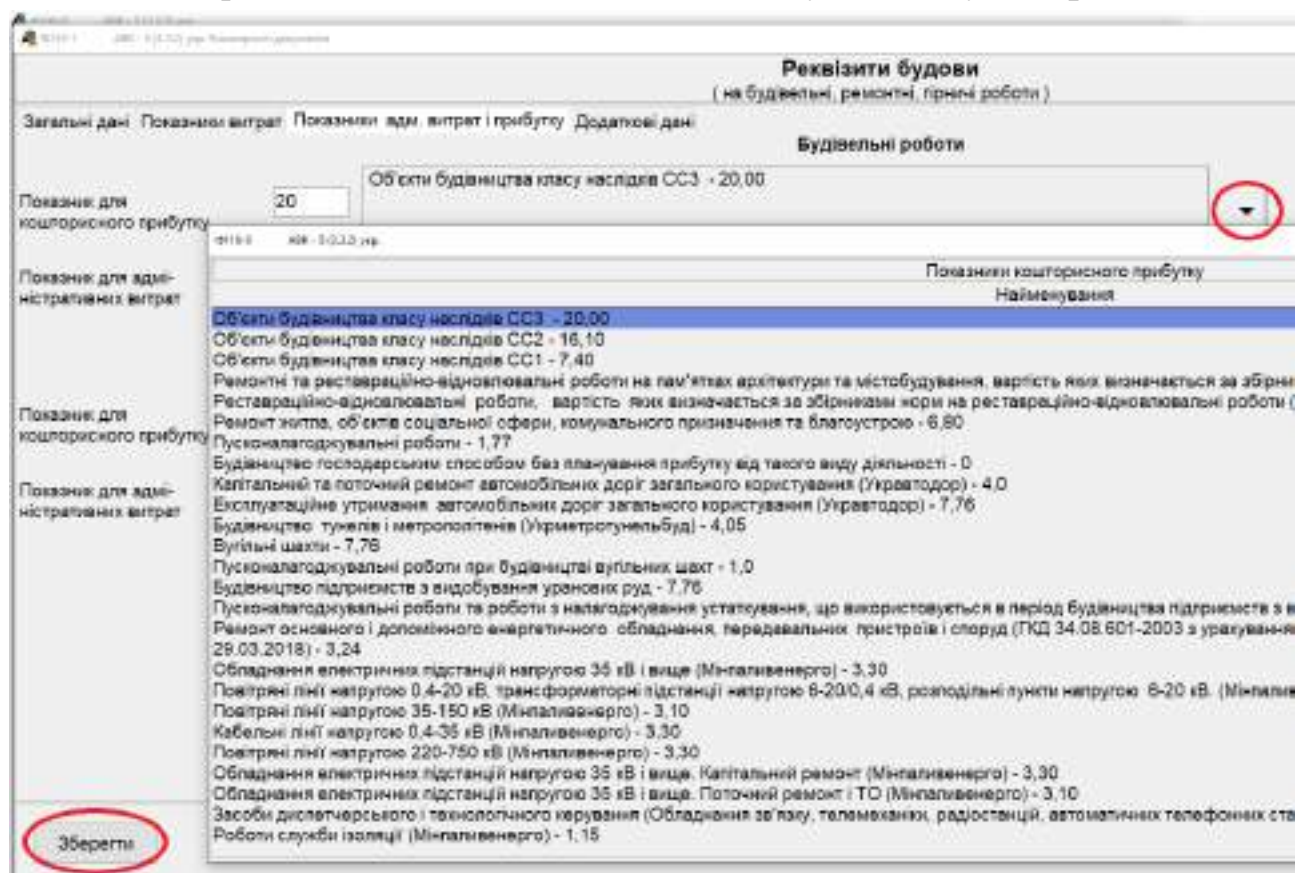 Реквізити будови
( на будівельні, ремонтні, гірничі роботи )
Загальні дані Показники витрат Показники адм. витрат і прибутку Додаткові дані
Будівельні роботи
Об'єкти будівництва класу наслідків СС3 - 20,00
Показник для
кошторисного прибутку
20
Показники кошторисного прибутку
Показник для адмі-
ністративних витрат
Найменування
Об'єкти будівництва класу наслідків СС3 - 20,00
Об'єкти будівництва класу наслідків СС2 - 16,10
Об'єкти будівництва класу наслідків СС1 - 7,40
Ремонтні та реставраційно-відновлювальні роботи на пам'ятках архітектури та містобудування, вартість яких визначається за збірни
Реставраційно-відновлювальні роботи, вартість яких визначається за збірниками норм на реставраційно-відновлювальні роботи (
Показник для
кошторисного прибутку
Ремонт житла, об'єктів соціальної сфери, комунального призначення та благоустрою - 6,80
Пусконалагоджувальні роботи - 1,77
Будівництво господарським способом без планування прибутку від такого виду діяльності - 0
Показник для адмі-
ністративних витрат
Капітальний та поточний ремонт автомобільних доріг загального користування (Укравтодор) - 4,0
Експлуатаційне утримання автомобільних доріг загального користування (Укравтодор) - 7,76
Будівництво тунелів і метрополітенів (Укрметротунельбуд) - 4,05
Вугільні шахти - 7,76
Пусконалагоджувальні роботи при будівництві вугільних шахт - 1,0
Будівництво підприємств з видобування уранових руд - 7,76
Пусконалагоджувальні роботи та роботи з налагоджування устаткування, що використовується в період будівництва підприємств з в
Ремонт основного і допоміжного енергетичного обладнання, передавальних пристроїв і споруд (ГКД 34.08.601-2003 з урахування
29.03.2018) - 3,24
Обладнання електричних підстанцій напругою 35 кВ і вище (Мінпаливенерго) - 3,30
Повітряні лінії напругою 0,4-20 кВ, трансформаторні підстанції напругою 6-20/0,4 кВ, розподільні пункти напругою 6-20 кВ. (Мінпалив
Повітряні лінії напругою 35-150 кВ (Мінпаливенерго) - 3,10
Кабельні лінії напругою 0,4-35 кВ (Мінпаливенерго) - 3,30
Повітряні лінії напругою 220-750 кВ (Мінпаливенерго) - 3,30
Обладнання електричних підстанцій напругою 35 кВ і вище. Капітальний ремонт (Мінпаливенерго) - 3,30
Обладнання електричних підстанцій напругою 35 кВ і вище. Поточний ремонт і ТО (Мінпаливенерго) - 3,10
Засоби диспетчерського і технологічного керування (Обладнання зв'язку, телемеханіки, радіостанцій, автоматичних телефонних ста
Роботи служби ізоляції (Мінпаливенерго) - 1,15
Зберегти